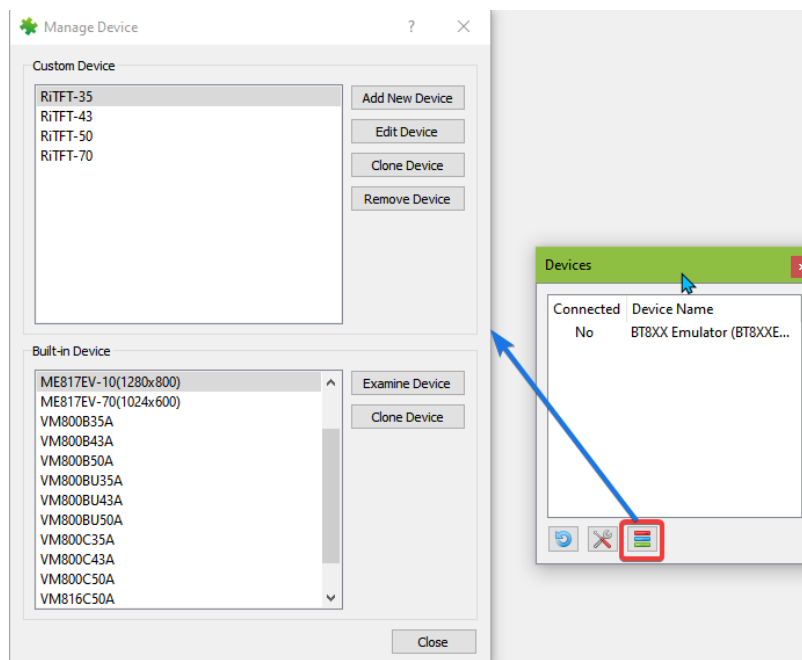 Manage Device
?
Custom Device
RiTFT-35
RiTFT-43
RiTFT-50
RiTFT-70
Add New Device
Edit Device
Clone Device
Remove Device
Built-in Device
ME817EV-10(1280x800)
ME817EV-70(1024x600)
VM800B35A
VM800B43A
VM800B50A
VM800BU35A
VM800BU43A
VM800BU50A
VM800C35A
VM800C43A
VM800C50A
VM816C50A
Examine Device
Clone Device
Close
Devices
Connected Device Name
No BT8XX Emulator (BT8XXE...